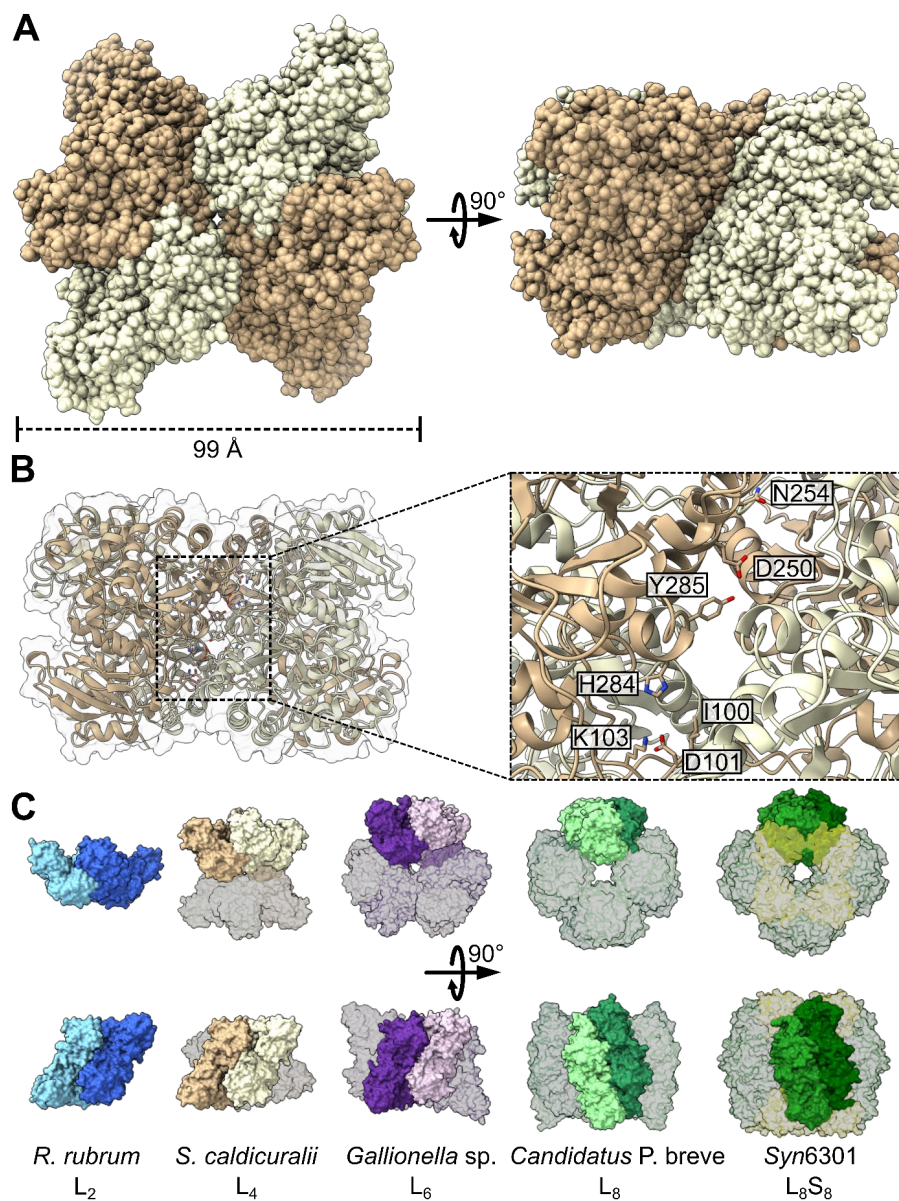 A
90°
99 Å
B
N254
D250
Y285
H284
I100
K103
D101
C
90°
R. rubrum S. caldicuralii Gallionella sp. Candidatus P. breve Syn6301
L₂ L₄ L₆ L₈ L₈S₈